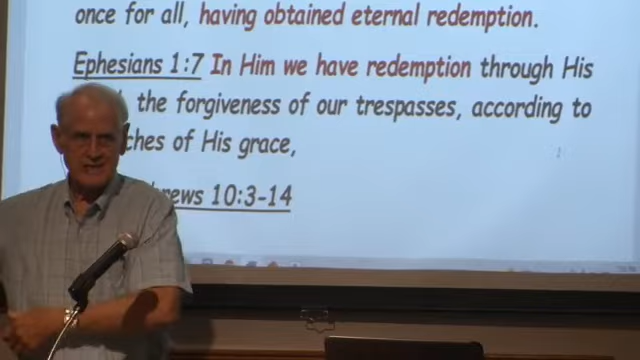 once for all, having obtained eternal redemption.
Ephesians 1:7 In Him we have redemption through His
the forgiveness of our trespasses, according to
ches of His grace,
rews 10:3-14